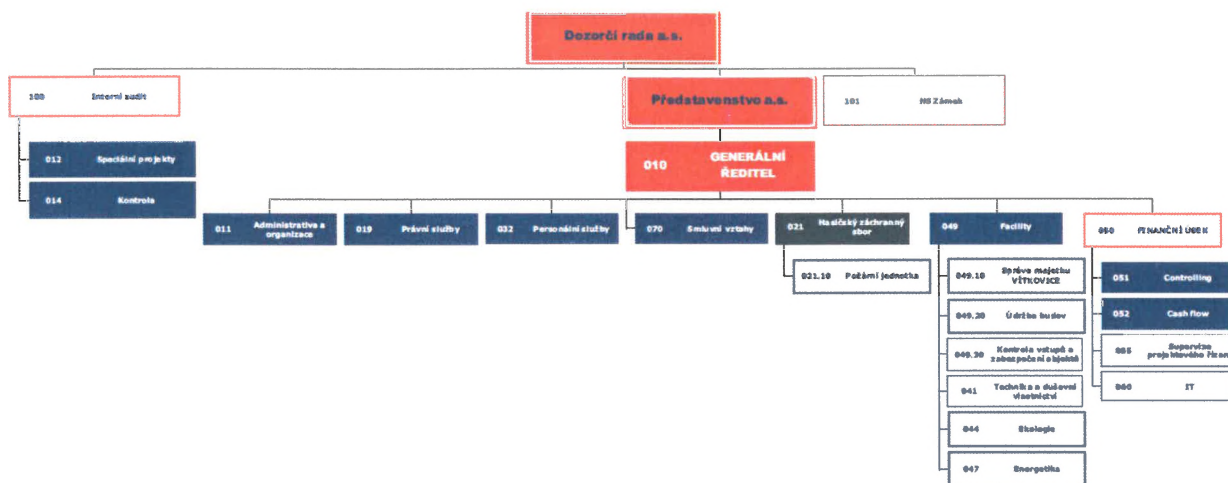 Dozorčí rada a.s.
100 Interní audit
Představenstvo a.s.
101 NS Zámek
012 Speciální projekty
010 GENERÁLNÍ
ŘEDITEL
014 Kontrola
011 Administrativa a
organizace
019 Právní služby
032 Personální služby
070 Smluvní vztahy
021 Hasičský záchranný
sbor
049 Facility
050 FINANČNÍ ÚSEK
021.10 Požární jednotka
049.10 Správa majetku
VÍTKOVICE
051 Controlling
049.20 Údržba budov
052 Cash flow
049.30 Kontrola vstupů a
zabezpečení objektů
055 Supervize
projektového řízení
041 Technika a duševní
vlastnictví
060 IT
044 Ekologie
047 Energetika